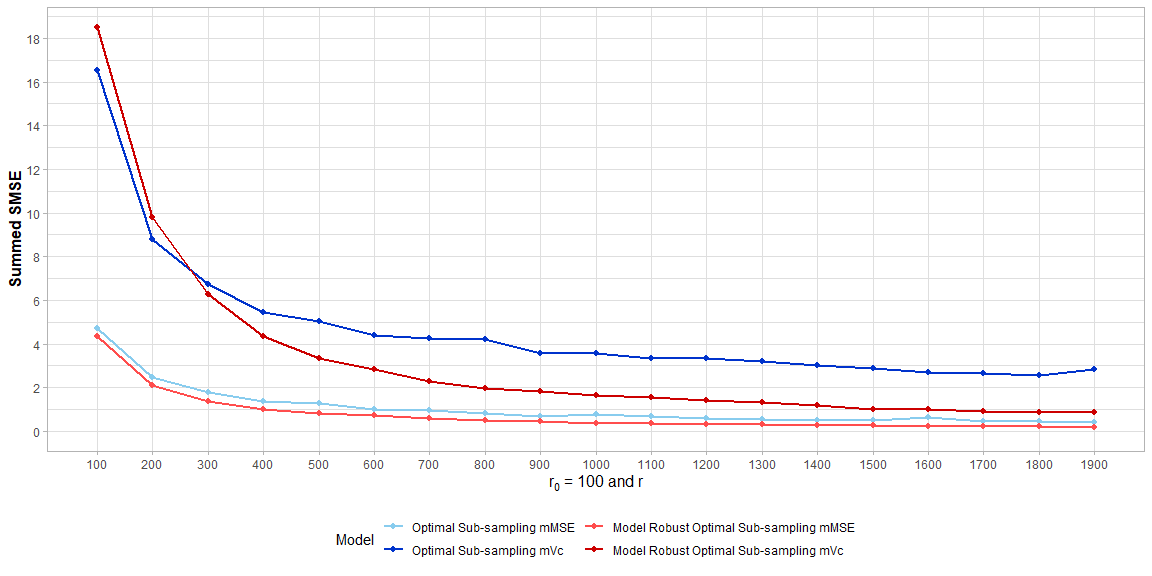 18
16
14
12
10
8
6
4
2
0
Summed SMSE
100 200 300 400 500 600 700 800 900 1000 1100 1200 1300 1400 1500 1600 1700 1800 1900
r0 = 100 and r
Model
Optimal Sub-sampling mMSE Model Robust Optimal Sub-sampling mMSE
Optimal Sub-sampling mVc Model Robust Optimal Sub-sampling mVc